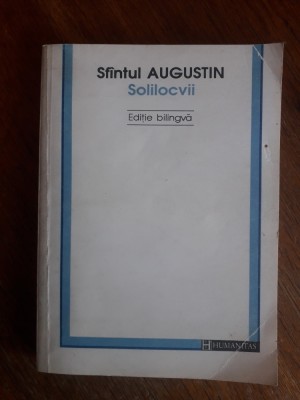 Sfîntul AUGUSTIN
Solilocvii
Ediție bilingvă
H HUMANITAS